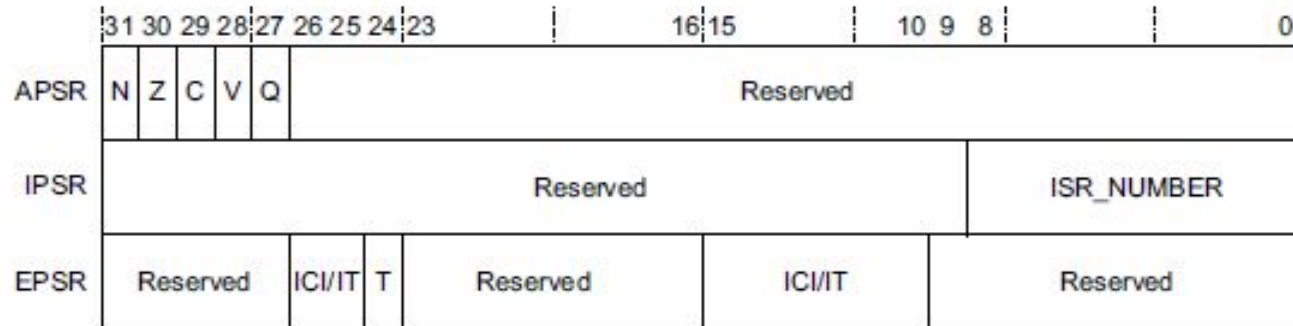 31 30 29 28 27 26 25 24 23 16 15 10 9 8 0
APSR N Z C V Q Reserved
IPSR Reserved ISR_NUMBER
EPSR Reserved ICI/IT T Reserved ICI/IT Reserved